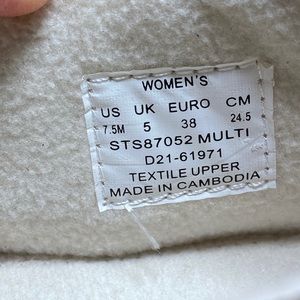 WOMEN'S
US UK EURO CM
7.5M 5 38 24.5
STS87052 MULTI
D21-61971
TEXTILE UPPER
MADE IN CAMBODIA